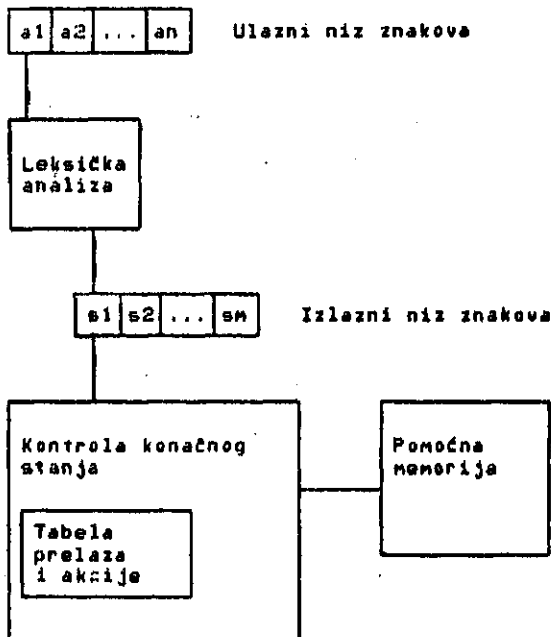 a1 a2 ... an Ulazni niz znakova
Leksička
analiza
s1 s2 ... sm Izlazni niz znakova
Kontrola konačnog
stanja
Pomoćna
memorija
Tabela
prelaza
i akcije